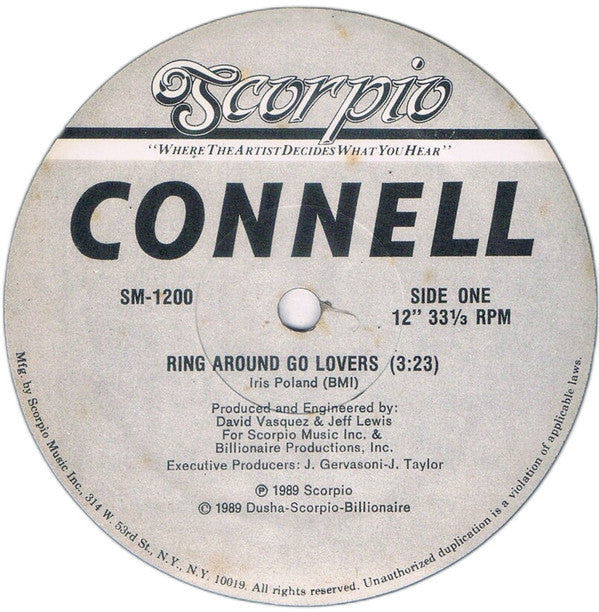 Scorpio
"WHERE THE ARTIST DECIDES WHAT YOU HEAR"
CONNELL
SM-1200
SIDE ONE
12" 33⅓ RPM
RING AROUND GO LOVERS (3:23)
Iris Poland (BMI)
Produced and Engineered by:
David Vasquez & Jeff Lewis
For Scorpio Music Inc. &
Billionaire Productions, Inc.
Executive Producers: J. Gervasoni-J. Taylor
℗ 1989 Scorpio
© 1989 Dusha-Scorpio-Billionaire
Mfg. by Scorpio Music Inc., 314 W. 53rd St., N.Y., N.Y. 10019. All rights reserved. Unauthorized duplication is a violation of applicable laws.